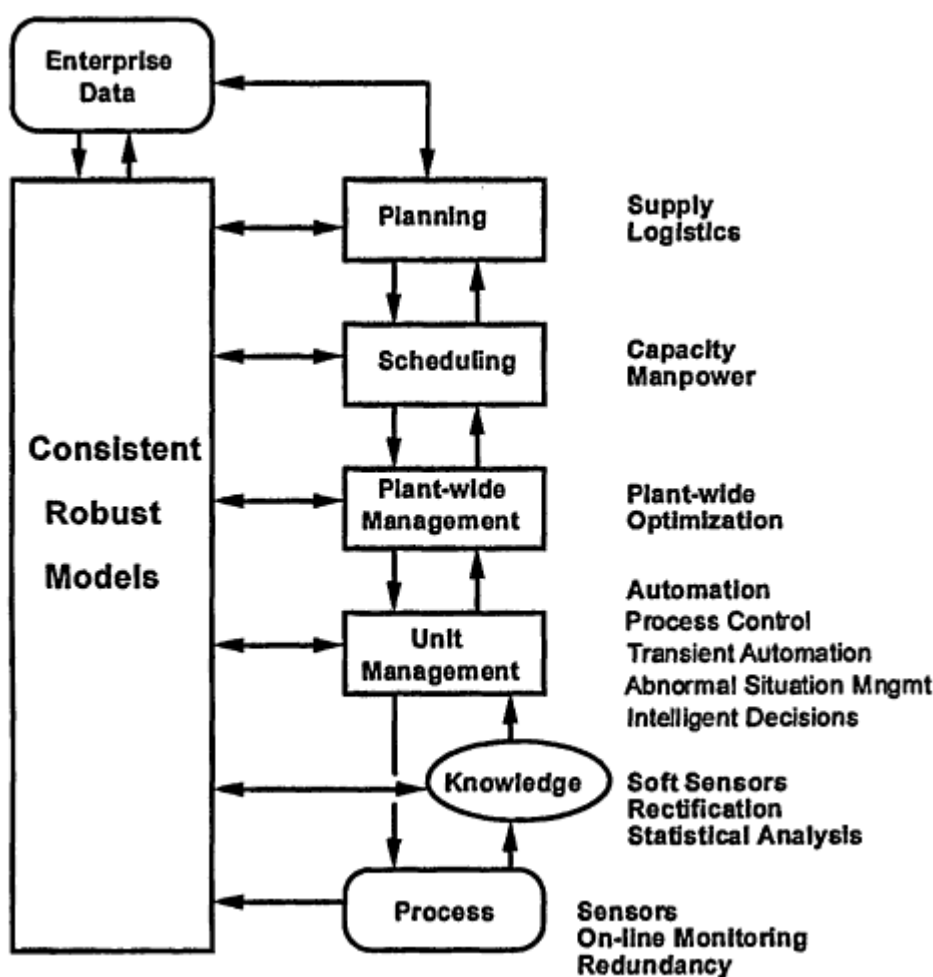 Enterprise
Data
Planning
Supply
Logistics
Scheduling
Capacity
Manpower
Consistent
Robust
Models
Plant-wide
Management
Plant-wide
Optimization
Unit
Management
Automation
Process Control
Transient Automation
Abnormal Situation Mngmt
Intelligent Decisions
Knowledge
Soft Sensors
Rectification
Statistical Analysis
Process
Sensors
On-line Monitoring
Redundancy